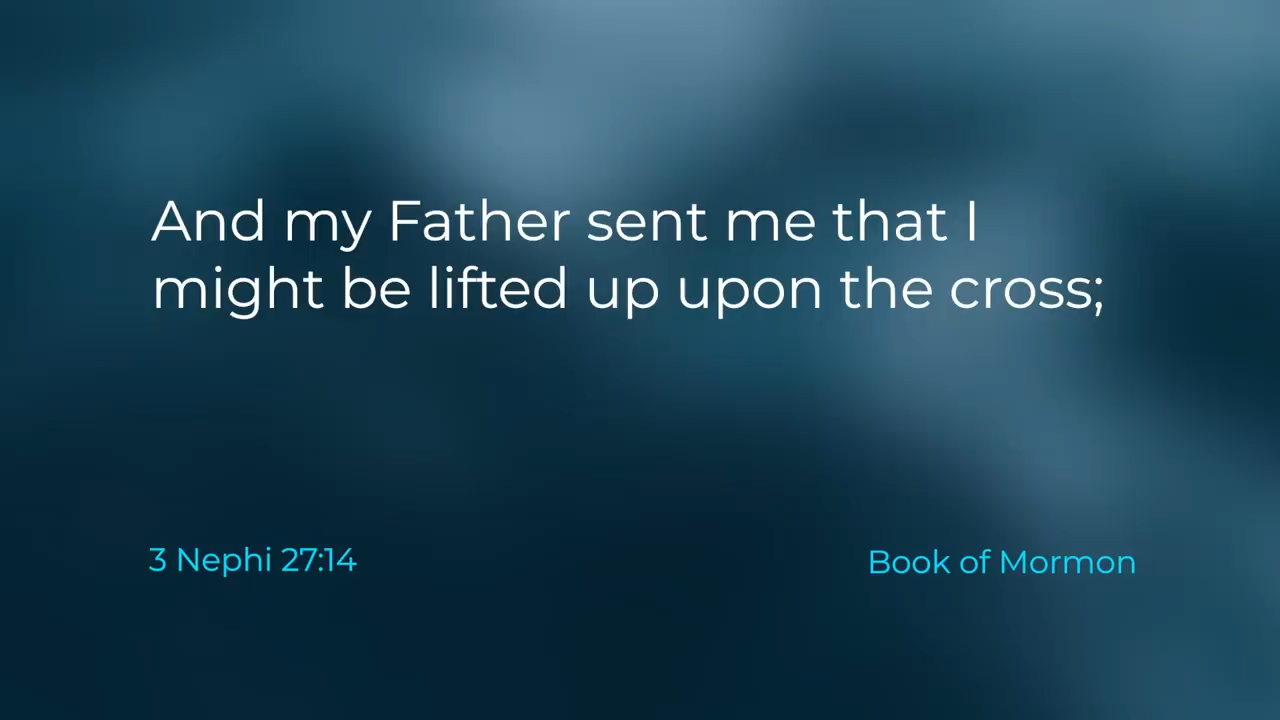 And my Father sent me that I
might be lifted up upon the cross;
3 Nephi 27:14
Book of Mormon